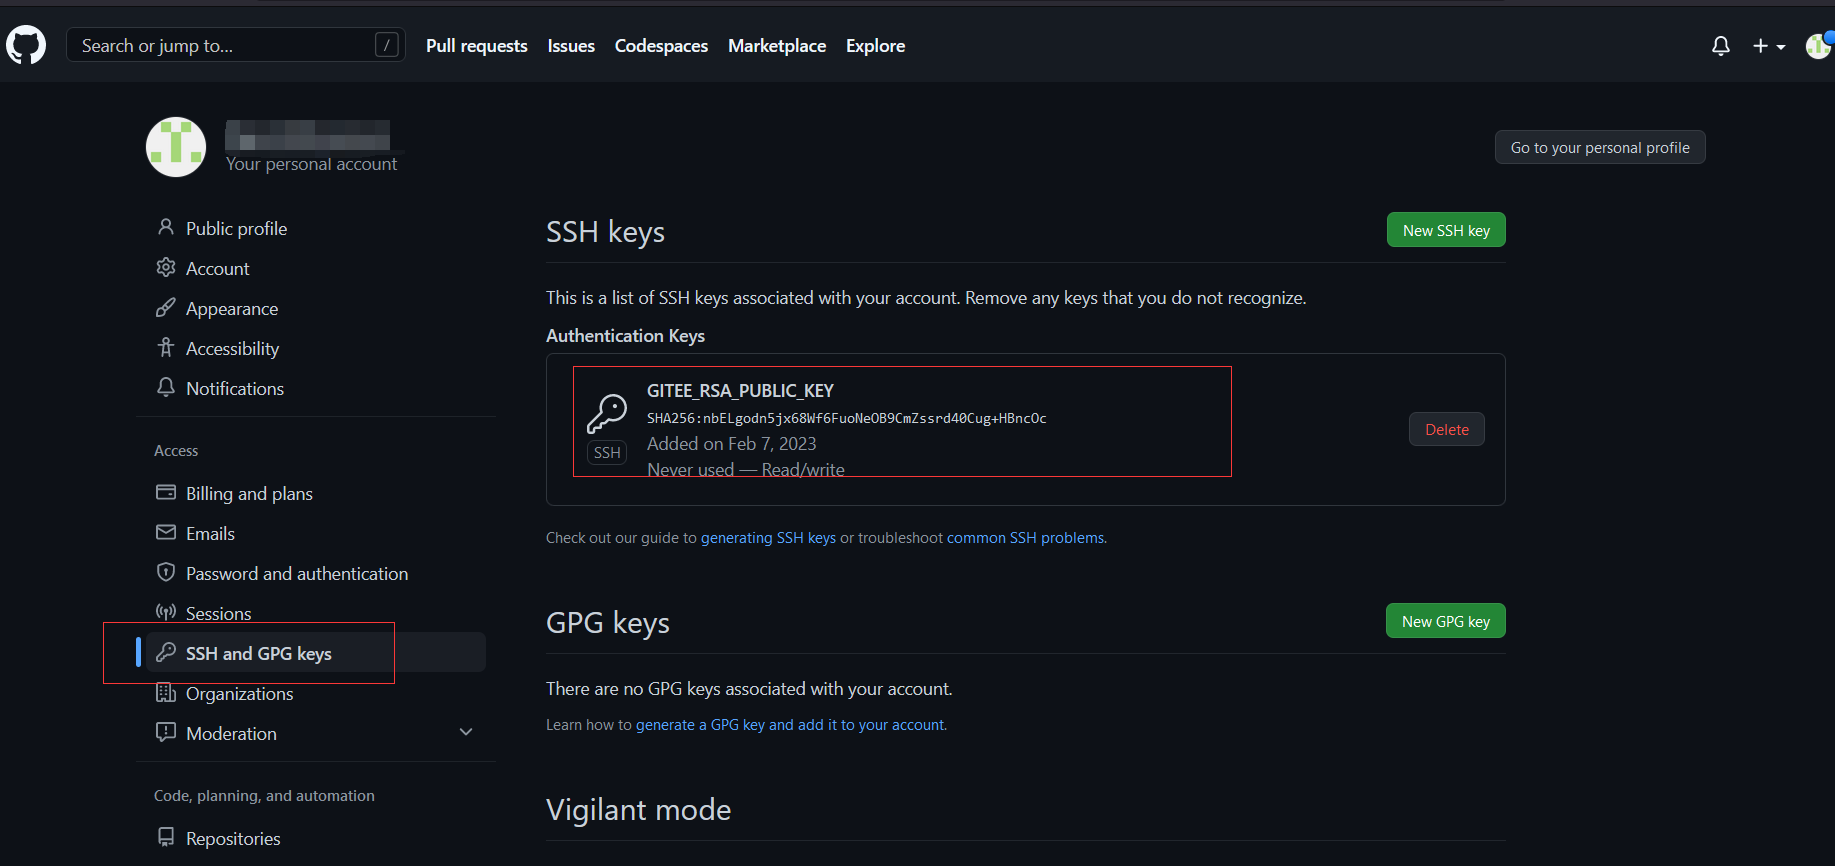 Search or jump to... /
Pull requests Issues Codespaces Marketplace Explore
Your personal account
Go to your personal profile
Public profile
Account
Appearance
Accessibility
Notifications
Access
Billing and plans
Emails
Password and authentication
Sessions
SSH and GPG keys
Organizations
Moderation
Code, planning, and automation
Repositories
SSH keys
New SSH key
This is a list of SSH keys associated with your account. Remove any keys that you do not recognize.
Authentication Keys
GITEE_RSA_PUBLIC_KEY
SHA256:nbELgodn5jx68Wf6FuoNeOB9CmZssrd40Cug+HBncOc
Added on Feb 7, 2023
SSH
Never used — Read/write
Delete
Check out our guide to generating SSH keys or troubleshoot common SSH problems.
GPG keys
New GPG key
There are no GPG keys associated with your account.
Learn how to generate a GPG key and add it to your account.
Vigilant mode